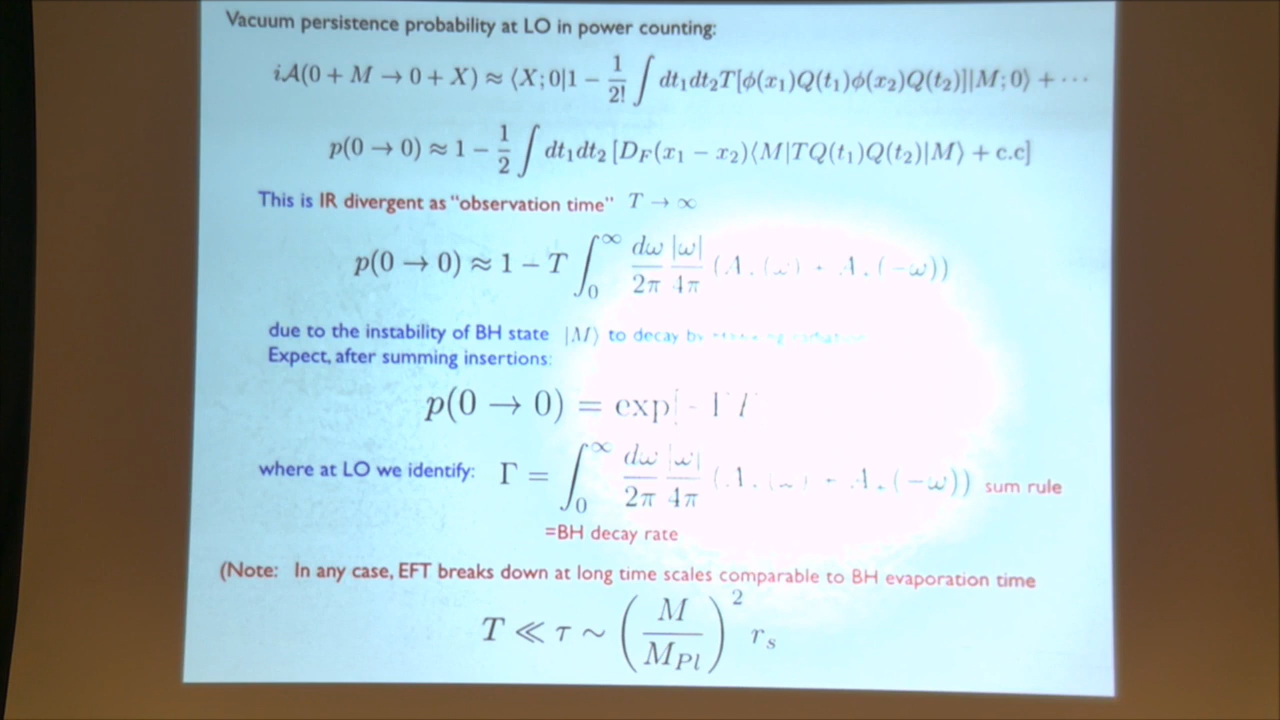 Vacuum persistence probability at LO in power counting:
iA(0 + M → 0 + X) ≈ ⟨X; 0|1 − 1/2! ∫ dt₁dt₂T[ϕ(x₁)Q(t₁)ϕ(x₂)Q(t₂)]|M; 0⟩ + ⋯
p(0 → 0) ≈ 1 − 1/2 ∫ dt₁dt₂ [D_F(x₁ − x₂)⟨M|TQ(t₁)Q(t₂)|M⟩ + c.c]
This is IR divergent as "observation time" T → ∞
p(0 → 0) ≈ 1 − T ∫₀^∞ dω/2π |ω|/4π (−ω))
due to the instability of BH state |M⟩ to decay
Expect, after summing insertions:
p(0 → 0) = exp[− Γ
where at LO we identify: Γ = ∫₀^∞ dω/2π |ω|/4π (−ω)) sum rule
=BH decay rate
(Note: In any case, EFT breaks down at long time scales comparable to BH evaporation time
T ≪ τ ∼ (M/M_Pl)² r_s